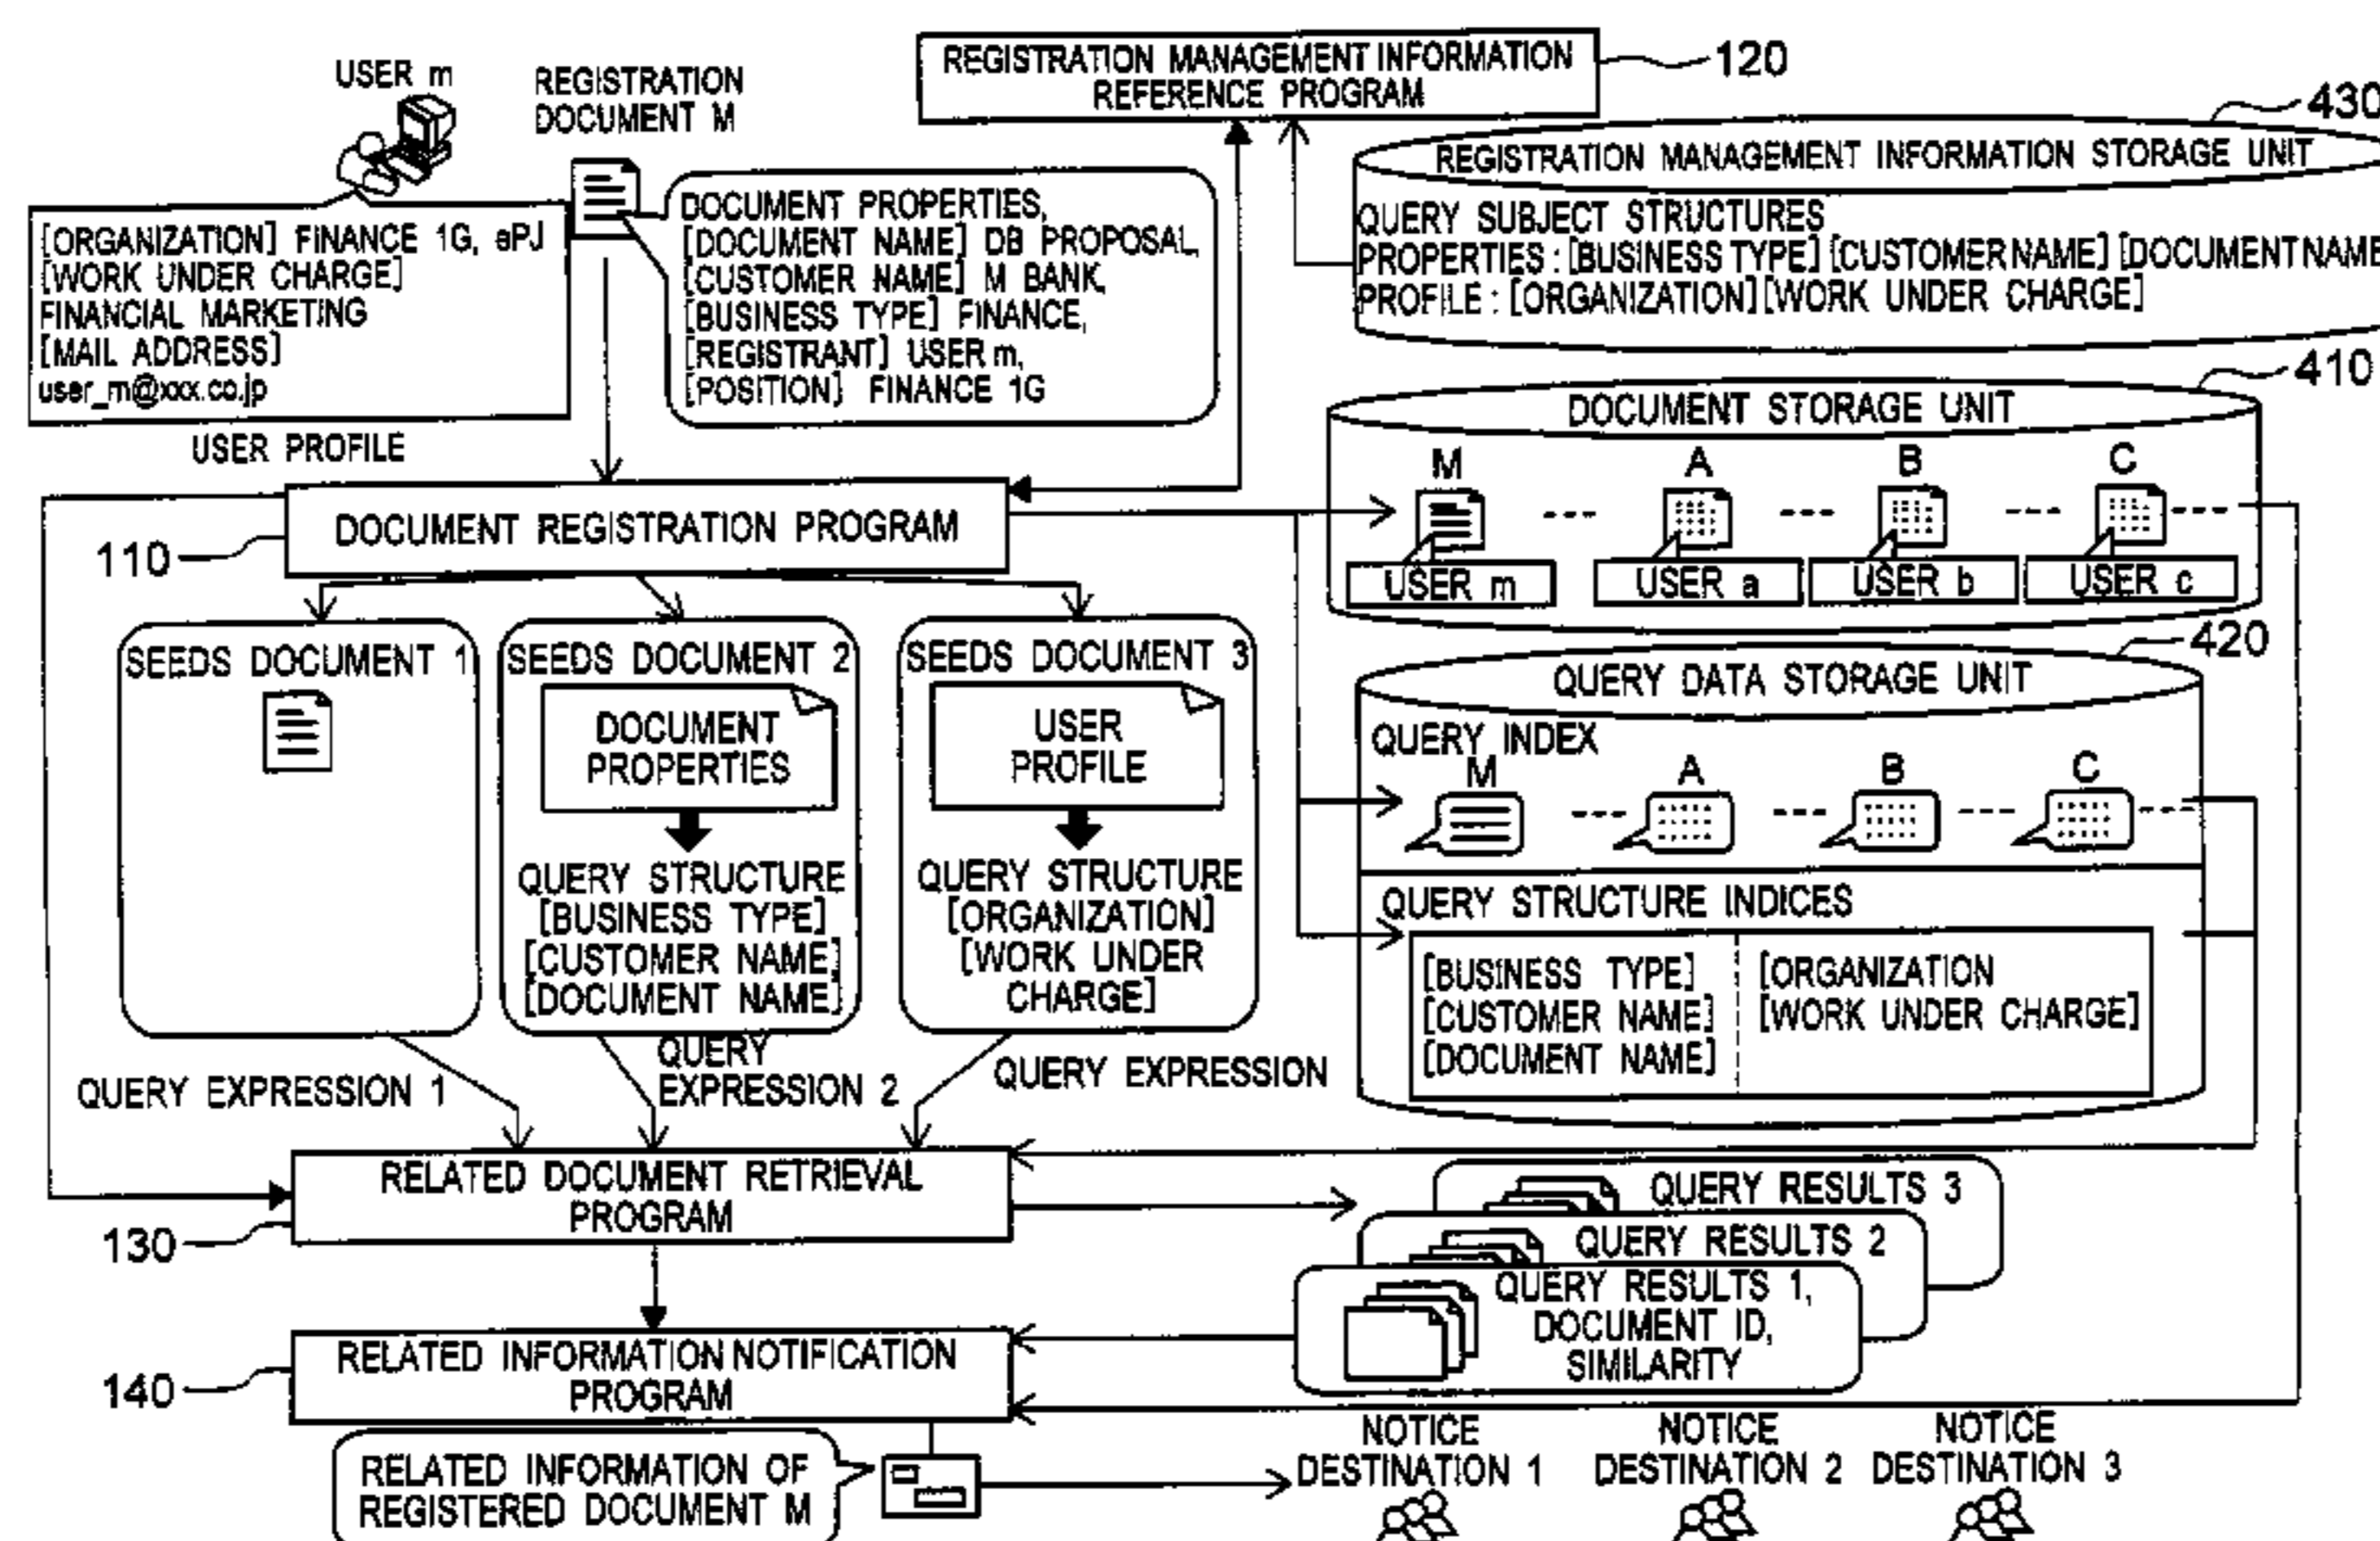 USER m
REGISTRATION
DOCUMENT M
REGISTRATION MANAGEMENT INFORMATION
REFERENCE PROGRAM
120
430
REGISTRATION MANAGEMENT INFORMATION STORAGE UNIT
QUERY SUBJECT STRUCTURES
PROPERTIES : [BUSINESS TYPE] [CUSTOMER NAME] [DOCUMENT NAME
PROFILE : [ORGANIZATION] [WORK UNDER CHARGE]
[ORGANIZATION] FINANCE 1G, ePJ
[WORK UNDER CHARGE]
FINANCIAL MARKETING
[MAIL ADDRESS]
user_m@xxx.co.jp
USER PROFILE
DOCUMENT PROPERTIES,
[DOCUMENT NAME] DB PROPOSAL,
[CUSTOMER NAME] M BANK,
[BUSINESS TYPE] FINANCE,
[REGISTRANT] USER m,
[POSITION] FINANCE 1G
410
DOCUMENT STORAGE UNIT
M A B C
USER m USER a USER b USER c
DOCUMENT REGISTRATION PROGRAM
110
SEEDS DOCUMENT 1
SEEDS DOCUMENT 2
DOCUMENT
PROPERTIES
QUERY STRUCTURE
[BUSINESS TYPE]
[CUSTOMER NAME]
[DOCUMENT NAME]
SEEDS DOCUMENT 3
USER
PROFILE
QUERY STRUCTURE
[ORGANIZATION]
[WORK UNDER
CHARGE]
420
QUERY DATA STORAGE UNIT
QUERY INDEX
M A B C
QUERY STRUCTURE INDICES
[BUSINESS TYPE]
[CUSTOMER NAME]
[DOCUMENT NAME]
[ORGANIZATION
[WORK UNDER CHARGE]
QUERY EXPRESSION 1
QUERY
EXPRESSION 2
QUERY EXPRESSION
RELATED DOCUMENT RETRIEVAL
PROGRAM
130
QUERY RESULTS 3
QUERY RESULTS 2
QUERY RESULTS 1,
DOCUMENT ID,
SIMILARITY
RELATED INFORMATION NOTIFICATION
PROGRAM
140
RELATED INFORMATION OF
REGISTERED DOCUMENT M
NOTICE
DESTINATION 1
NOTICE
DESTINATION 2
NOTICE
DESTINATION 3